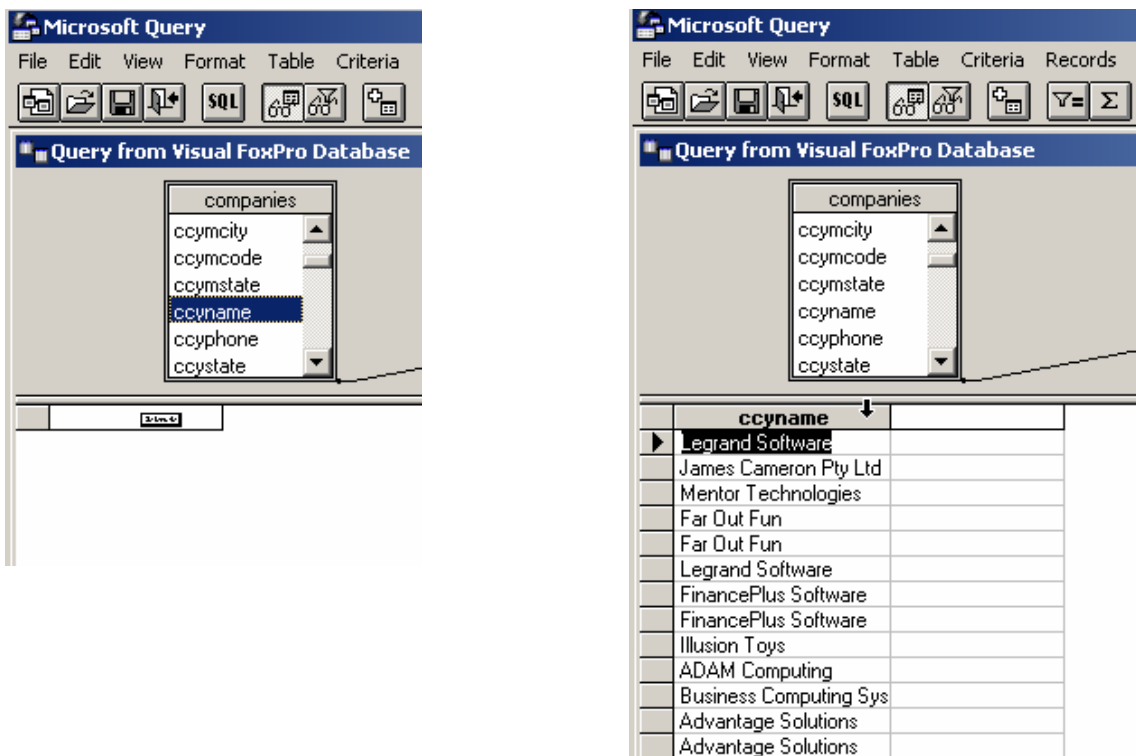 Microsoft Query
File Edit View Format Table Criteria
SQL
Query from Visual FoxPro Database
companies
ccymcity
ccymcode
ccymstate
ccyname
ccyphone
ccystate
Microsoft Query
File Edit View Format Table Criteria Records
SQL
Query from Visual FoxPro Database
companies
ccymcity
ccymcode
ccymstate
ccyname
ccyphone
ccystate
ccyname
Legrand Software
James Cameron Pty Ltd
Mentor Technologies
Far Out Fun
Far Out Fun
Legrand Software
FinancePlus Software
FinancePlus Software
Illusion Toys
ADAM Computing
Business Computing Sys
Advantage Solutions
Advantage Solutions